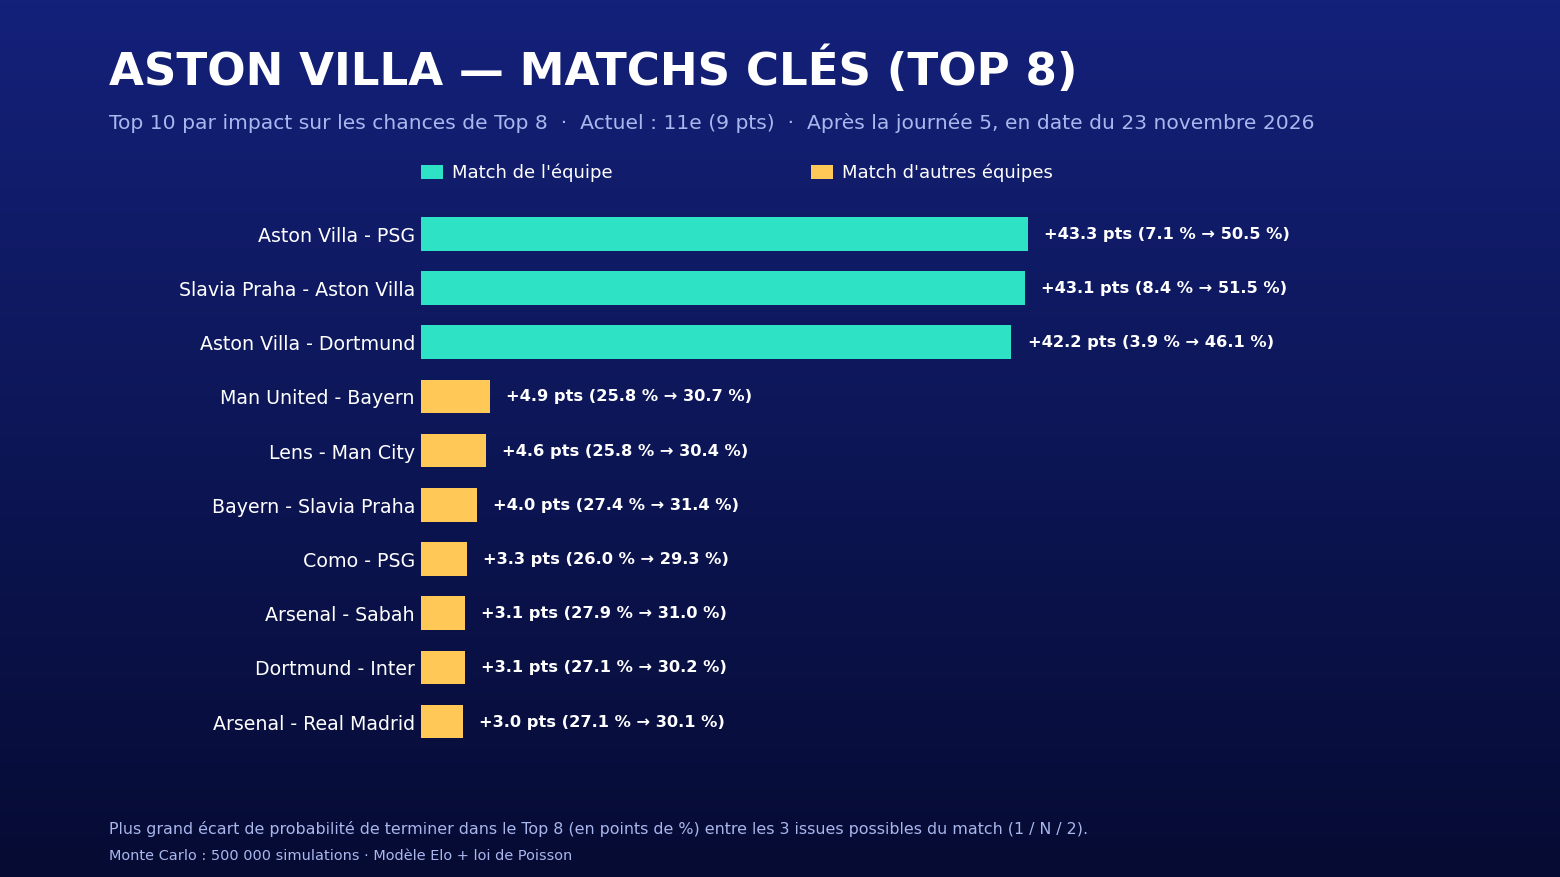 ASTON VILLA — MATCHS CLÉS (TOP 8)
Top 10 par impact sur les chances de Top 8 · Actuel : 11e (9 pts) · Après la journée 5, en date du 23 novembre 2026
Match de l'équipe Match d'autres équipes
Aston Villa - PSG +43.3 pts (7.1 % → 50.5 %)
Slavia Praha - Aston Villa +43.1 pts (8.4 % → 51.5 %)
Aston Villa - Dortmund +42.2 pts (3.9 % → 46.1 %)
Man United - Bayern +4.9 pts (25.8 % → 30.7 %)
Lens - Man City +4.6 pts (25.8 % → 30.4 %)
Bayern - Slavia Praha +4.0 pts (27.4 % → 31.4 %)
Como - PSG +3.3 pts (26.0 % → 29.3 %)
Arsenal - Sabah +3.1 pts (27.9 % → 31.0 %)
Dortmund - Inter +3.1 pts (27.1 % → 30.2 %)
Arsenal - Real Madrid +3.0 pts (27.1 % → 30.1 %)
Plus grand écart de probabilité de terminer dans le Top 8 (en points de %) entre les 3 issues possibles du match (1 / N / 2).
Monte Carlo : 500 000 simulations · Modèle Elo + loi de Poisson